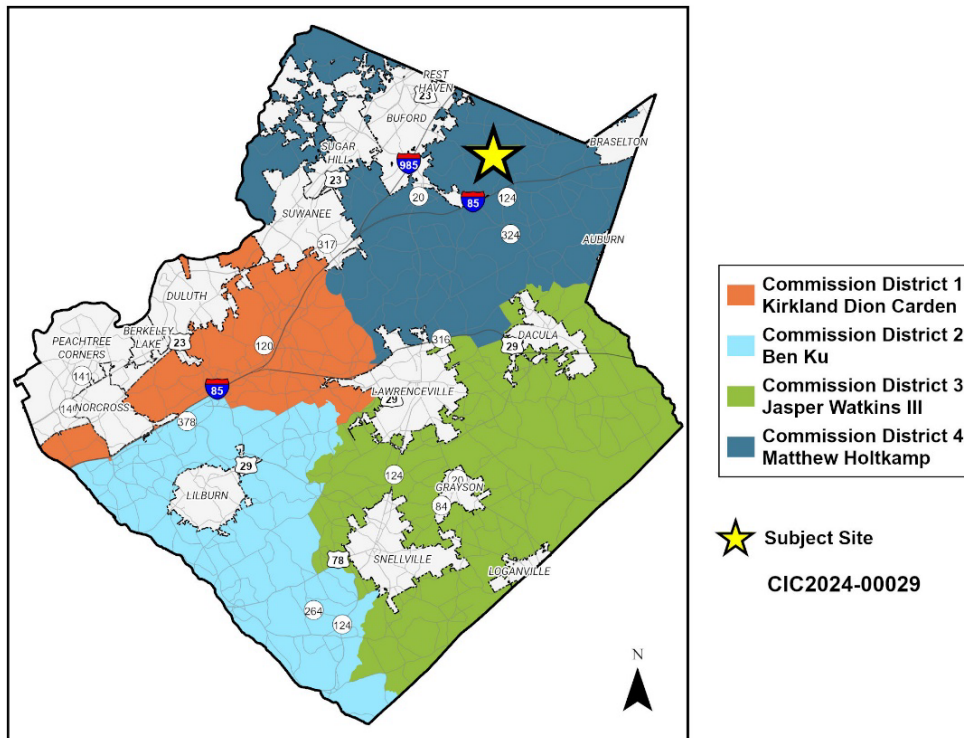 REST
HAVEN
23
BUFORD
BRASELTON
SUGAR
HILL
985
23
20
85
124
SUWANEE
324
AUBURN
317
DULUTH
BERKELEY
LAKE
23
PEACHTREE
CORNERS
120
316
29
DACULA
141
85
LAWRENCEVILLE
29
14
NORCROSS
378
29
LILBURN
124
20
GRAYSON
84
78
SNELLVILLE
LOGANVILLE
264
124
N
Commission District 1
Kirkland Dion Carden
Commission District 2
Ben Ku
Commission District 3
Jasper Watkins III
Commission District 4
Matthew Holtkamp
Subject Site
CIC2024-00029